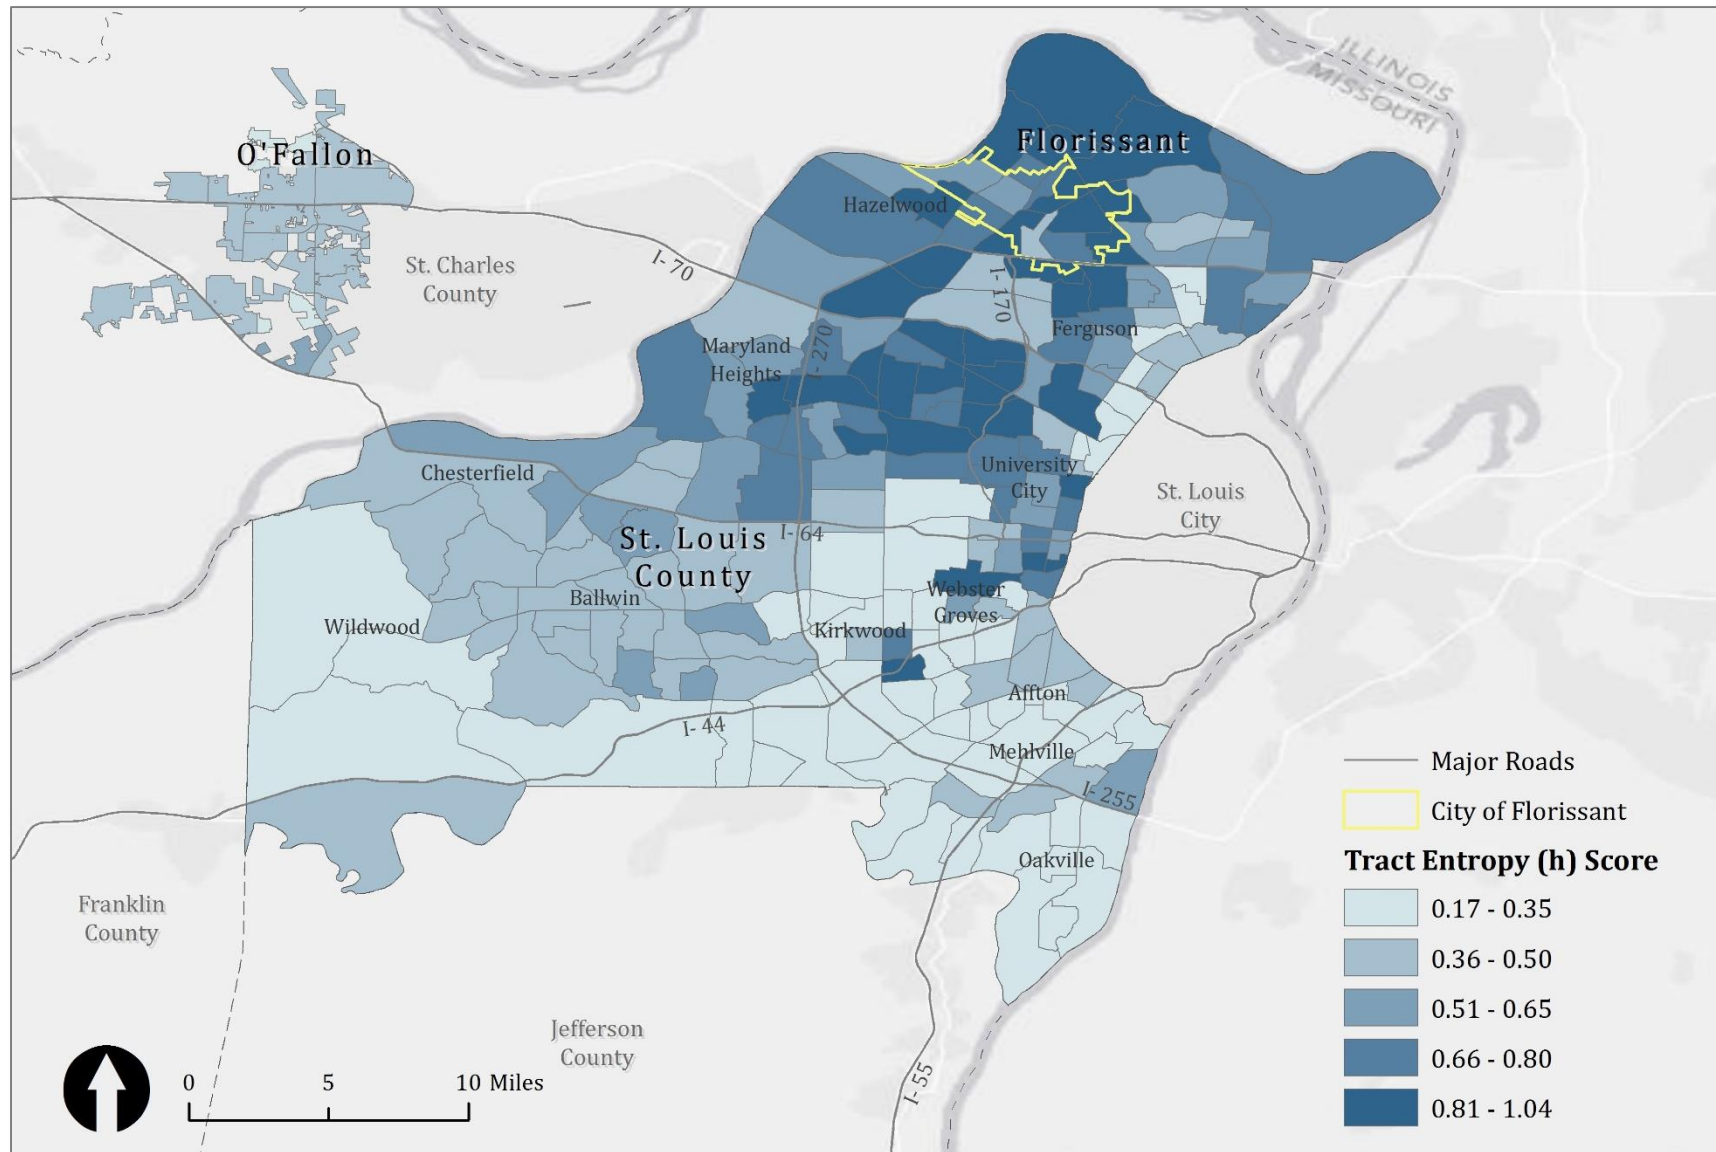 ILLINOIS
MISSOURI
O'Fallon
Florissant
Hazelwood
St. Charles
County
I- 70
I- 170
I- 270
Ferguson
Maryland
Heights
Chesterfield
University
City
St. Louis
City
St. Louis
County
I- 64
Ballwin
Webster
Groves
Wildwood
Kirkwood
Affton
I- 44
Mehlville
I- 255
Oakville
Franklin
County
Jefferson
County
I- 55
0 5 10 Miles
Major Roads
City of Florissant
Tract Entropy (h) Score
0.17 - 0.35
0.36 - 0.50
0.51 - 0.65
0.66 - 0.80
0.81 - 1.04